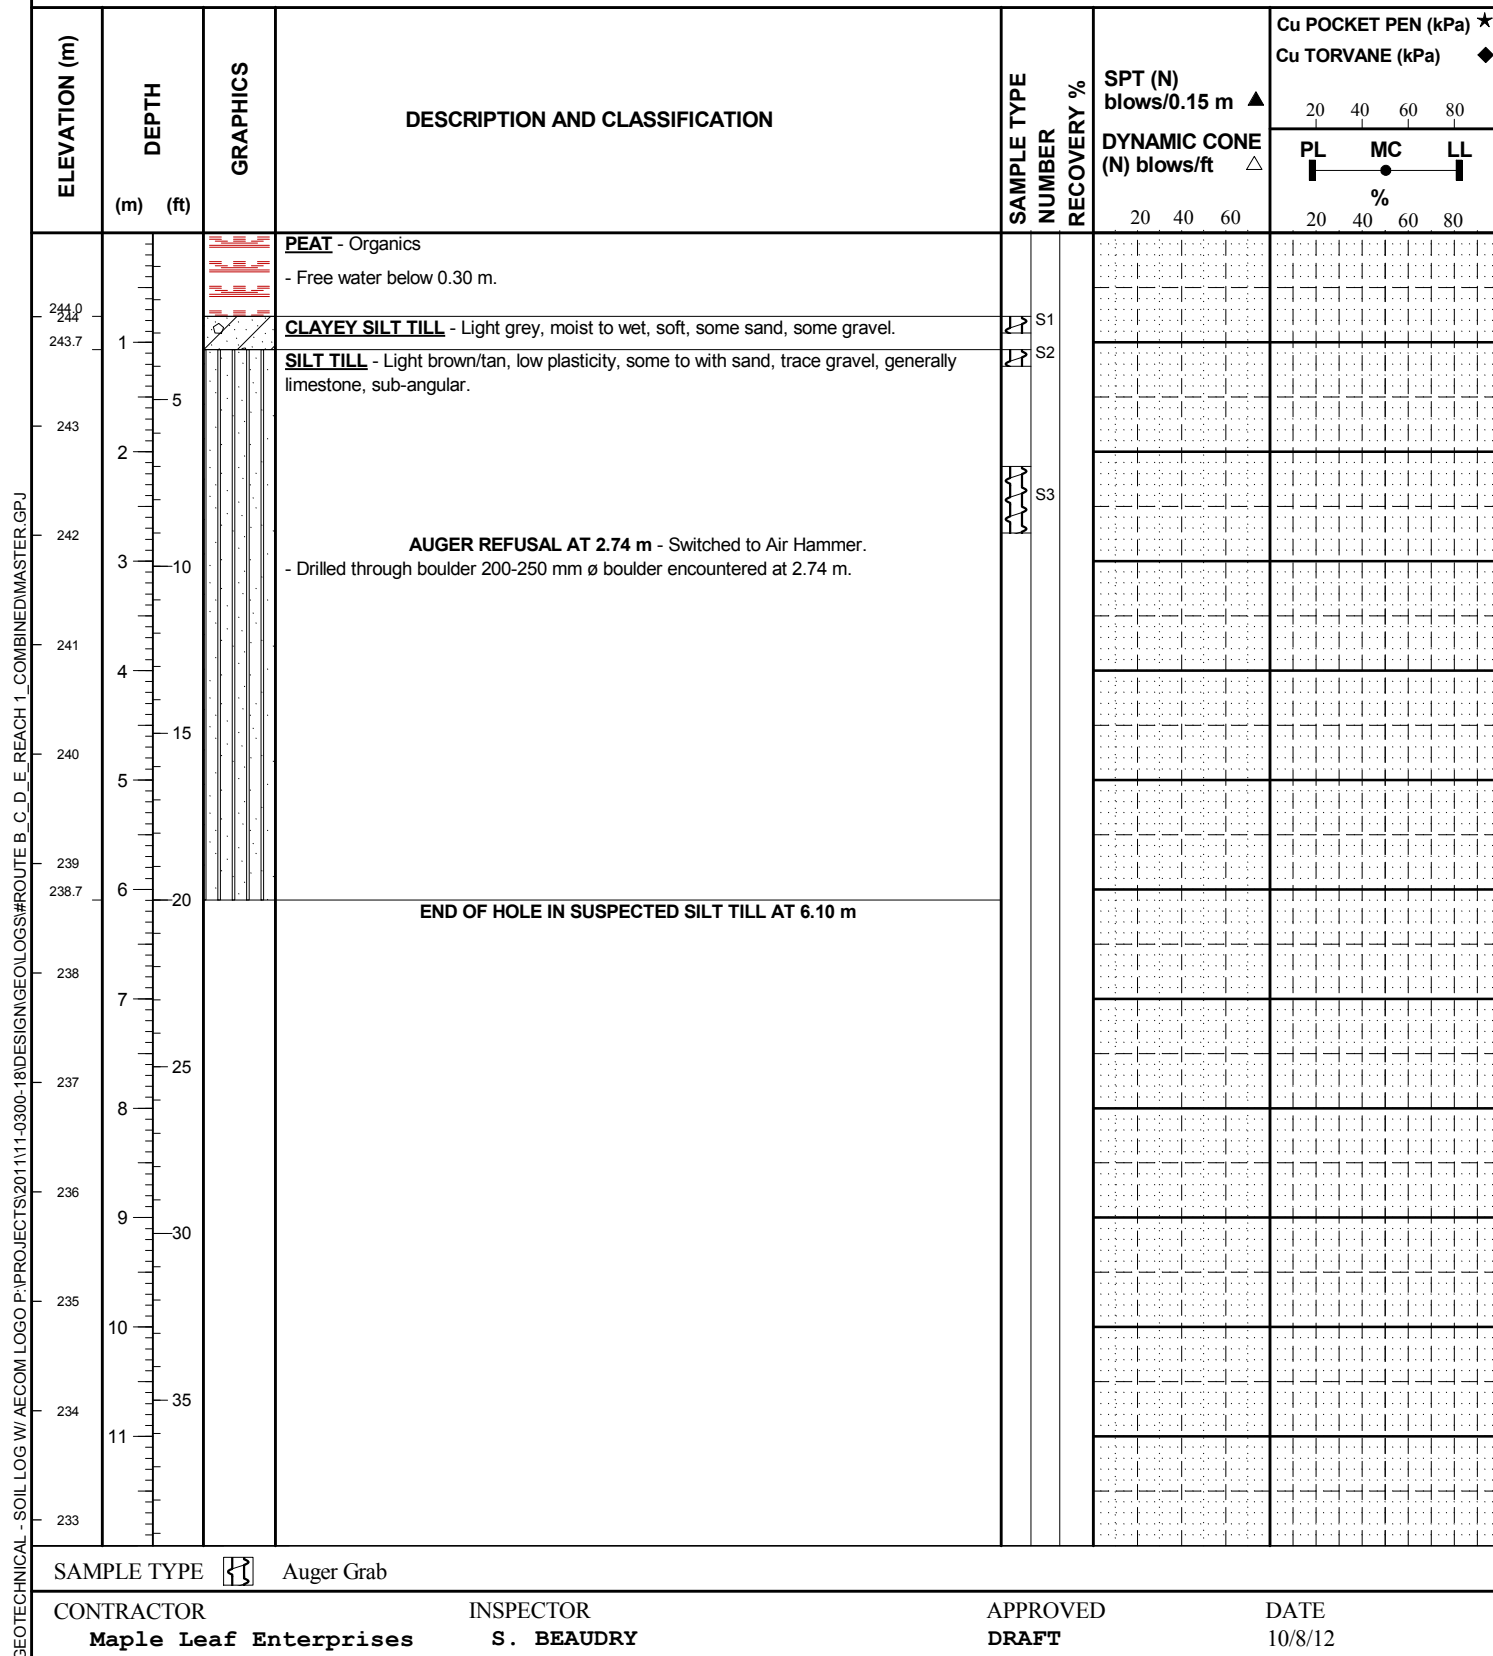 ELEVATION (m)
DEPTH
(m) (ft)
GRAPHICS
DESCRIPTION AND CLASSIFICATION
SAMPLE TYPE
NUMBER
RECOVERY %
SPT (N)
blows/0.15 m ▲
DYNAMIC CONE
(N) blows/ft △
20 40 60
Cu POCKET PEN (kPa) ★
Cu TORVANE (kPa) ◆
20 40 60 80
PL MC LL
%
20 40 60 80
PEAT - Organics
- Free water below 0.30 m.
244.0
244
CLAYEY SILT TILL - Light grey, moist to wet, soft, some sand, some gravel.
S1
243.7
1
SILT TILL - Light brown/tan, low plasticity, some to with sand, trace gravel, generally
limestone, sub-angular.
S2
5
243
2
S3
242
AUGER REFUSAL AT 2.74 m - Switched to Air Hammer.
3
10
- Drilled through boulder 200-250 mm ø boulder encountered at 2.74 m.
241
4
15
240
5
239
238.7
6
20
END OF HOLE IN SUSPECTED SILT TILL AT 6.10 m
238
7
25
237
8
236
9
30
235
10
35
234
11
233
GEOTECHNICAL - SOIL LOG W/ AECOM LOGO P:\PROJECTS\2011\11-0300-18\DESIGN\GEO\LOGS\#ROUTE B_C_D_E_REACH 1_COMBINED\MASTER.GPJ
SAMPLE TYPE Auger Grab
CONTRACTOR INSPECTOR APPROVED DATE
Maple Leaf Enterprises S. BEAUDRY DRAFT 10/8/12